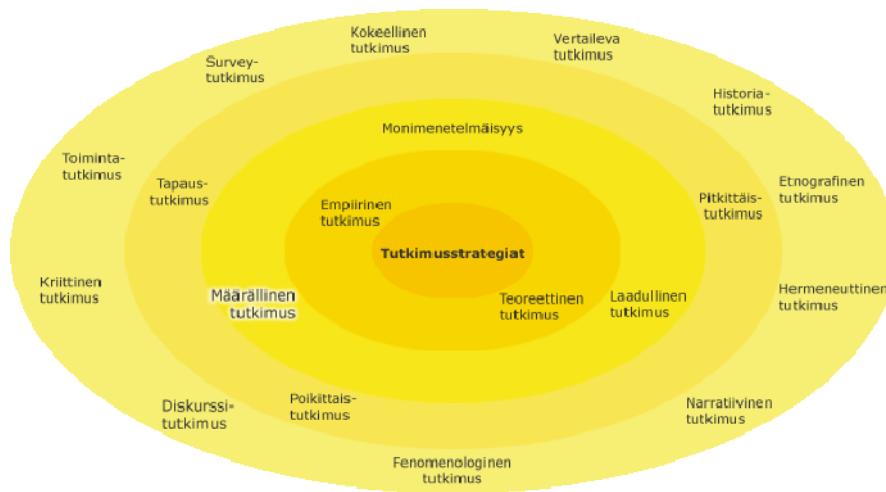 Kokeellinen
tutkimus
Vertaileva
tutkimus
Survey-
tutkimus
Historia-
tutkimus
Monimenetelmäisyys
Toiminta-
tutkimus
Tapaus-
tutkimus
Empiirinen
tutkimus
Pitkittäis-
tutkimus
Etnografinen
tutkimus
Tutkimusstrategiat
Kriittinen
tutkimus
Määrällinen
tutkimus
Teoreettinen
tutkimus
Laadullinen
tutkimus
Hermeneuttinen
tutkimus
Diskurssi-
tutkimus
Poikittais-
tutkimus
Narratiivinen
tutkimus
Fenomenologinen
tutkimus